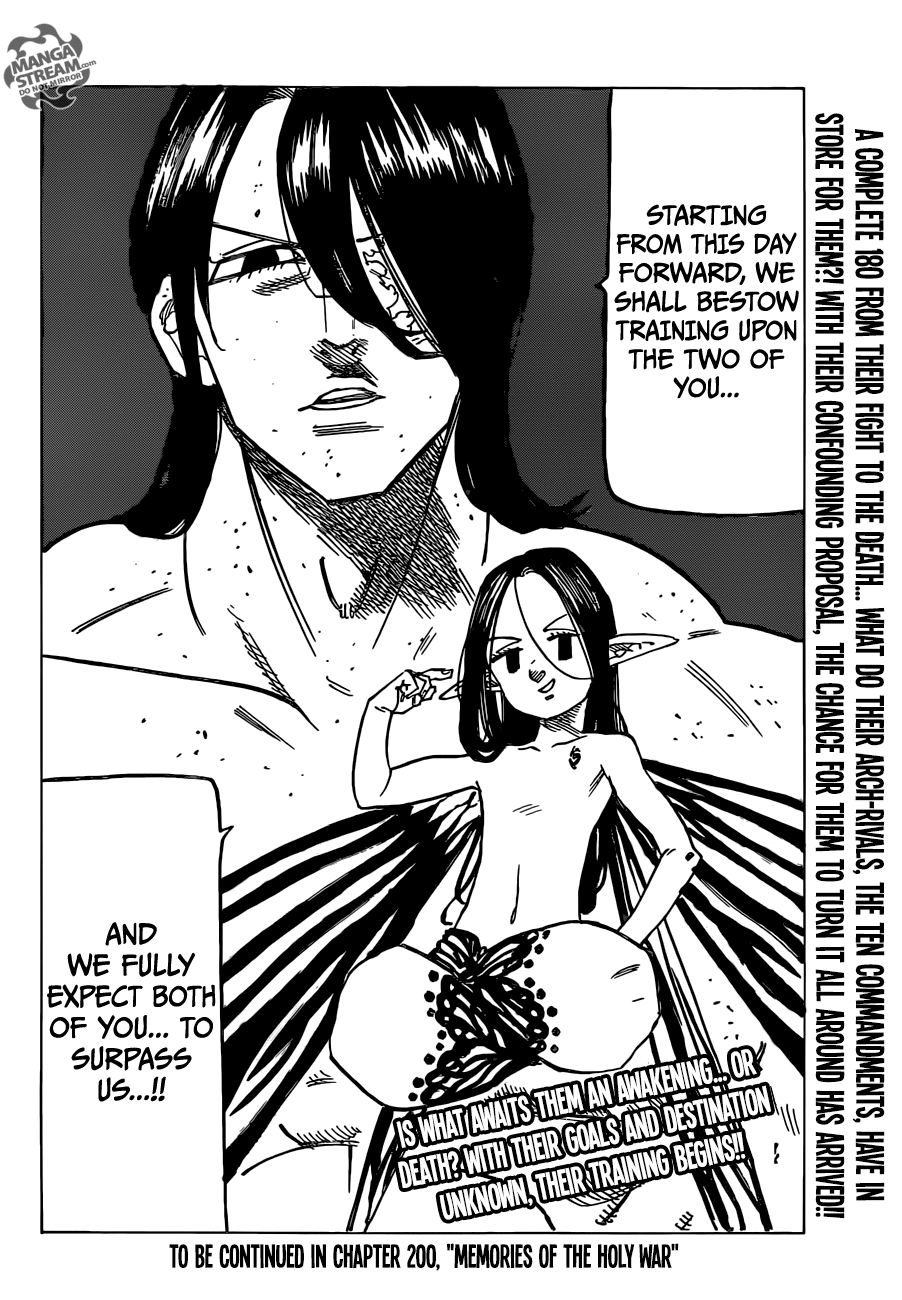 MANGA
STREAM.com
DO NOT MIRROR
A COMPLETE 180 FROM THEIR FIGHT TO THE DEATH... WHAT DO THEIR ARCH-RIVALS, THE TEN COMMANDMENTS, HAVE IN
STORE FOR THEM?! WITH THEIR CONFOUNDING PROPOSAL, THE CHANCE FOR THEM TO TURN IT ALL AROUND HAS ARRIVED!!
STARTING
FROM THIS DAY
FORWARD, WE
SHALL BESTOW
TRAINING UPON
THE TWO OF
YOU...
AND
WE FULLY
EXPECT BOTH
OF YOU... TO
SURPASS
US...!!
IS WHAT AWAITS THEM AN AWAKENING... OR
DEATH? WITH THEIR GOALS AND DESTINATION
UNKNOWN, THEIR TRAINING BEGINS!!
TO BE CONTINUED IN CHAPTER 200, "MEMORIES OF THE HOLY WAR"